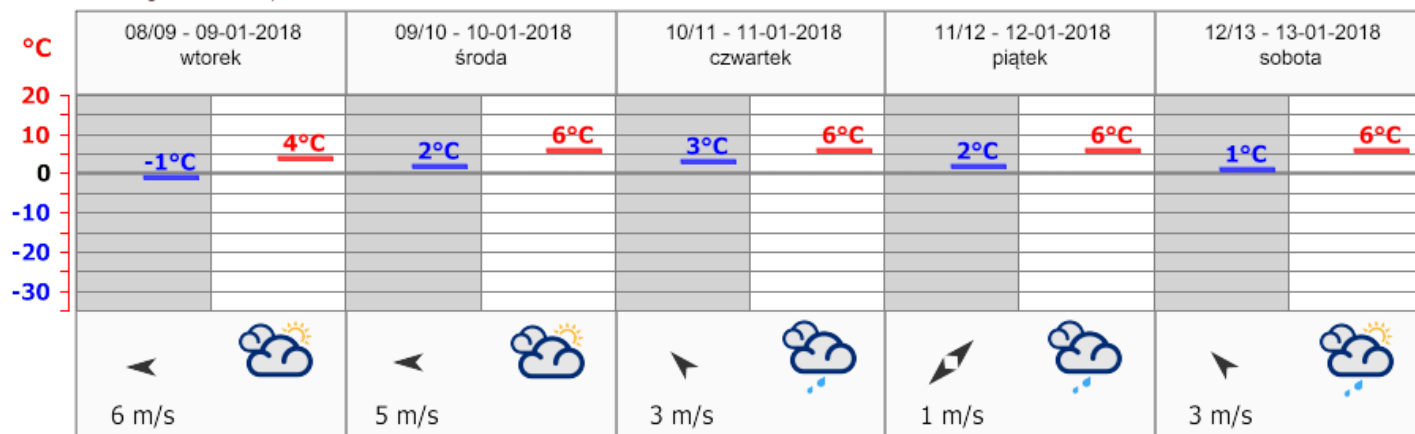 08/09 - 09-01-2018
wtorek
09/10 - 10-01-2018
środa
10/11 - 11-01-2018
czwartek
11/12 - 12-01-2018
piątek
12/13 - 13-01-2018
sobota
°C
20
10
0
-10
-20
-30
-1°C
4°C
2°C
6°C
3°C
6°C
2°C
6°C
1°C
6°C
6 m/s
5 m/s
3 m/s
1 m/s
3 m/s